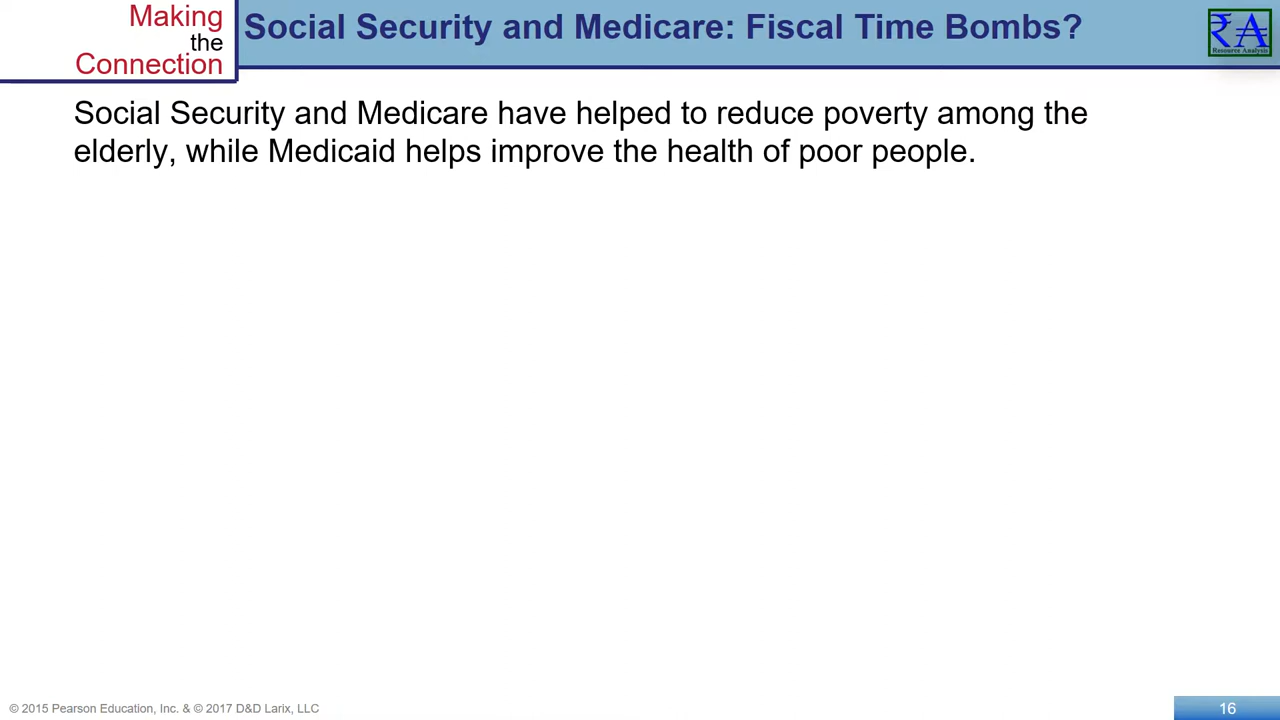 Making
the
Connection
Social Security and Medicare: Fiscal Time Bombs?
₹A
Resource Analysis
Social Security and Medicare have helped to reduce poverty among the
elderly, while Medicaid helps improve the health of poor people.
© 2015 Pearson Education, Inc. & © 2017 D&D Larix, LLC
16